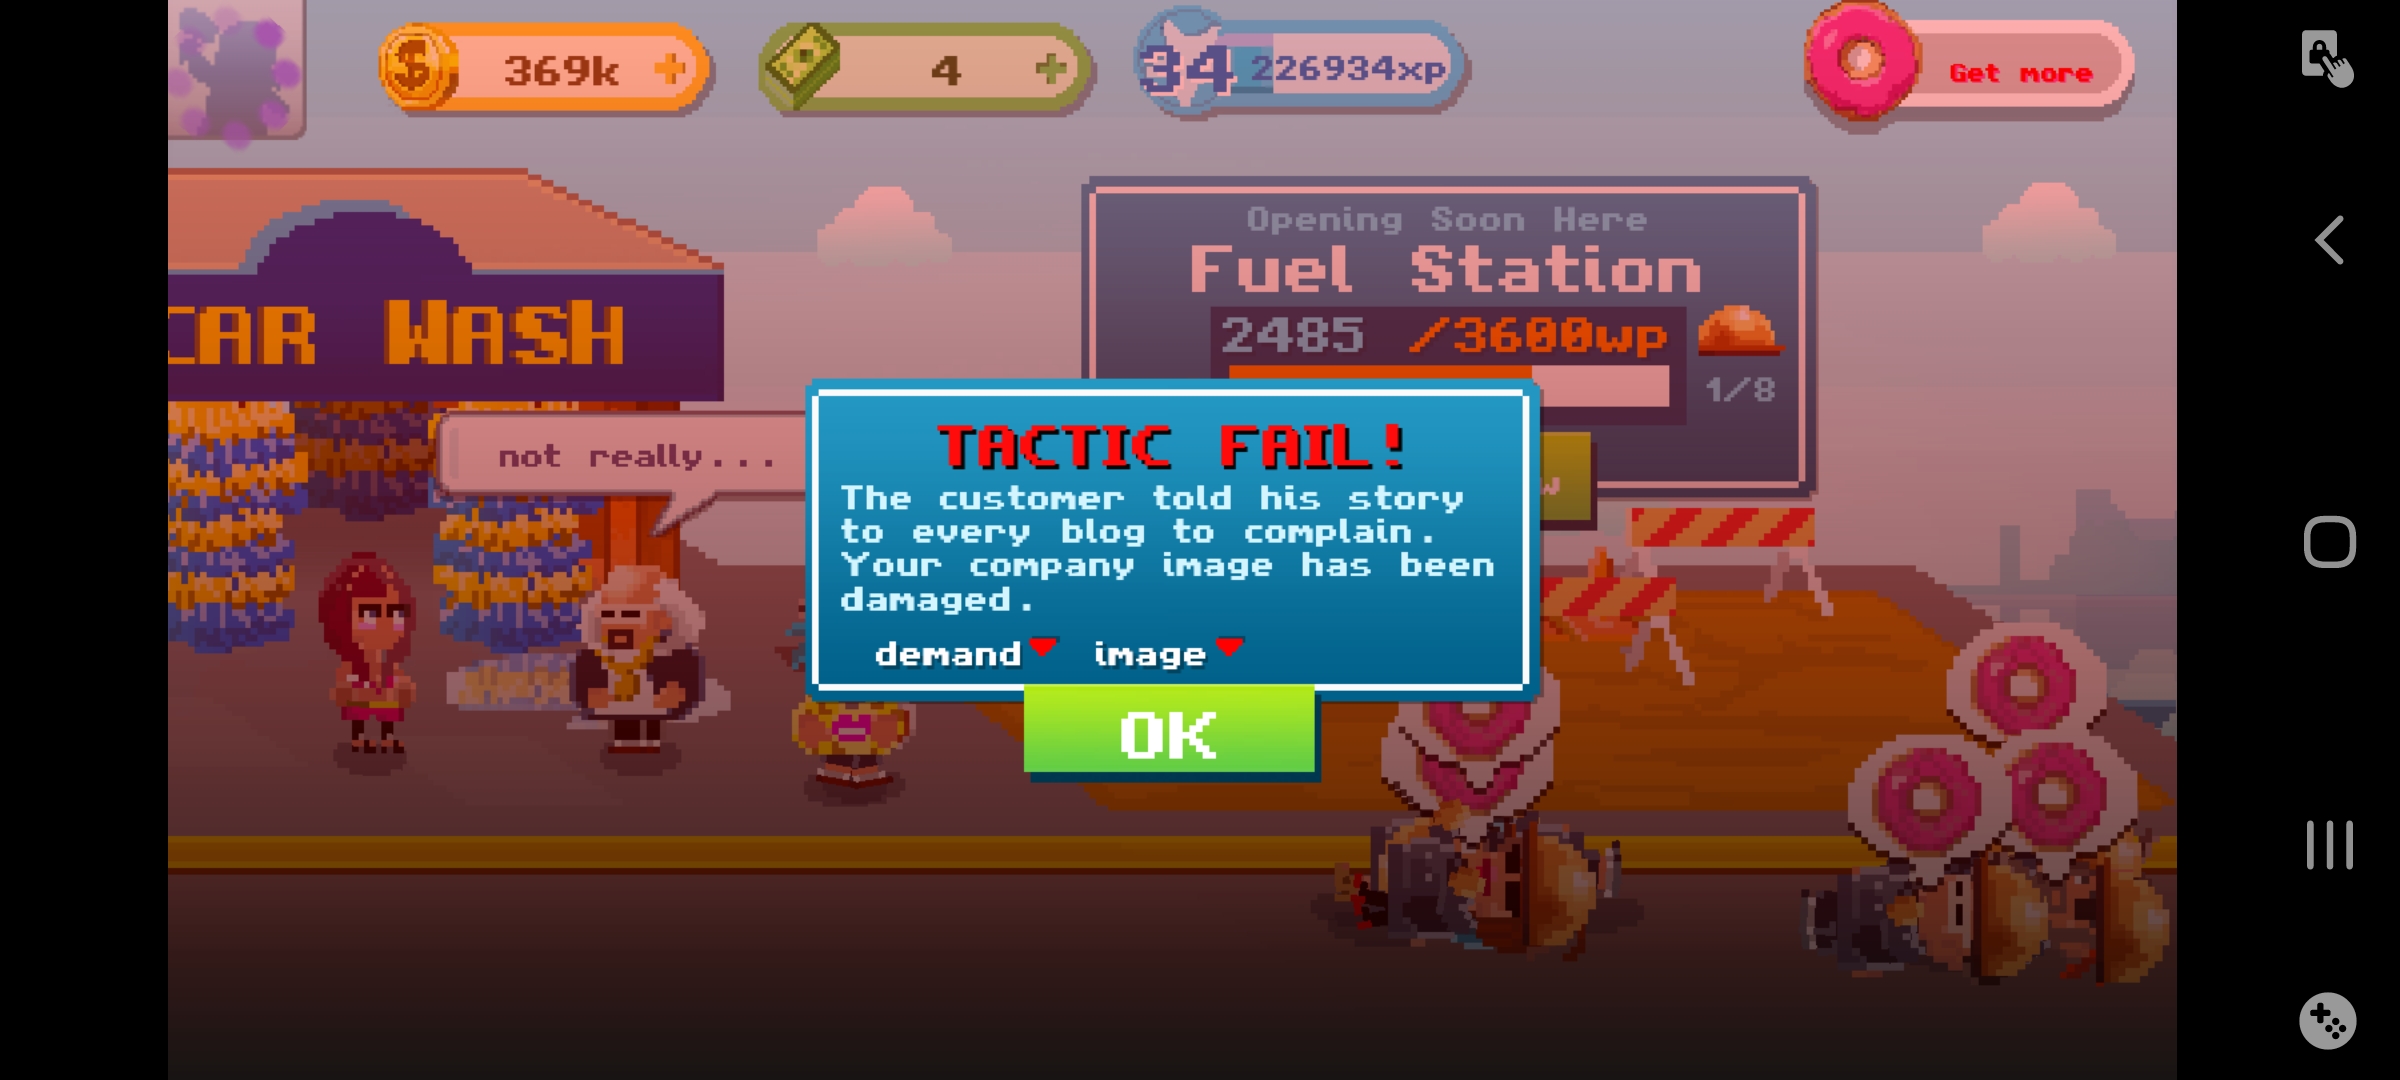 369k
4
34
226934xp
Get more
Opening Soon Here
Fuel Station
2485 /3600wp
1/8
CAR WASH
not really...
TACTIC FAIL!
The customer told his story
to every blog to complain.
Your company image has been
damaged.
demand image
OK